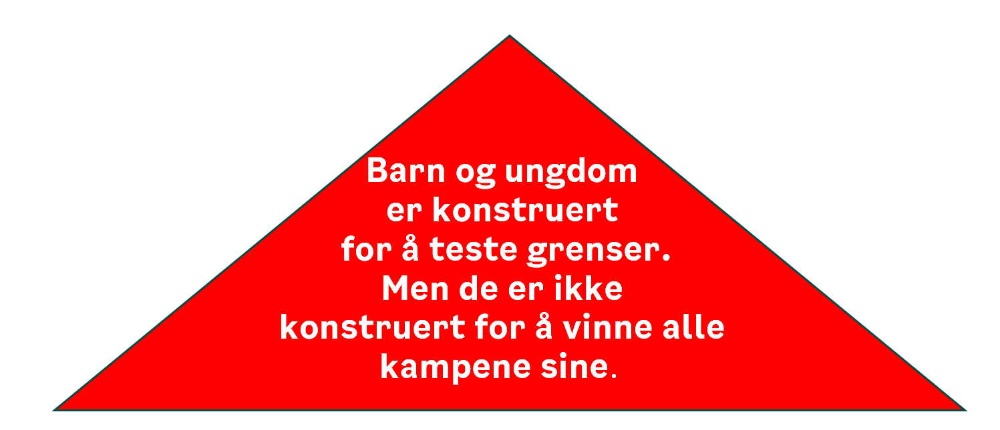 Barn og ungdom
er konstruert
for å teste grenser.
Men de er ikke
konstruert for å vinne alle
kampene sine.